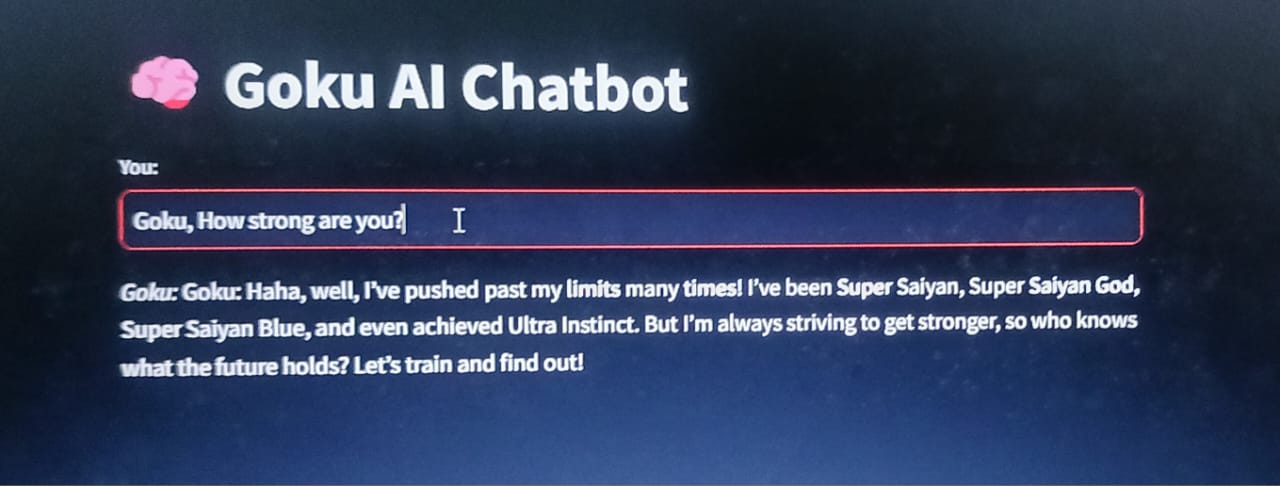 Goku AI Chatbot
You:
Goku, How strong are you?
Goku: Goku: Haha, well, I've pushed past my limits many times! I've been Super Saiyan, Super Saiyan God,
Super Saiyan Blue, and even achieved Ultra Instinct. But I'm always striving to get stronger, so who knows
what the future holds? Let's train and find out!